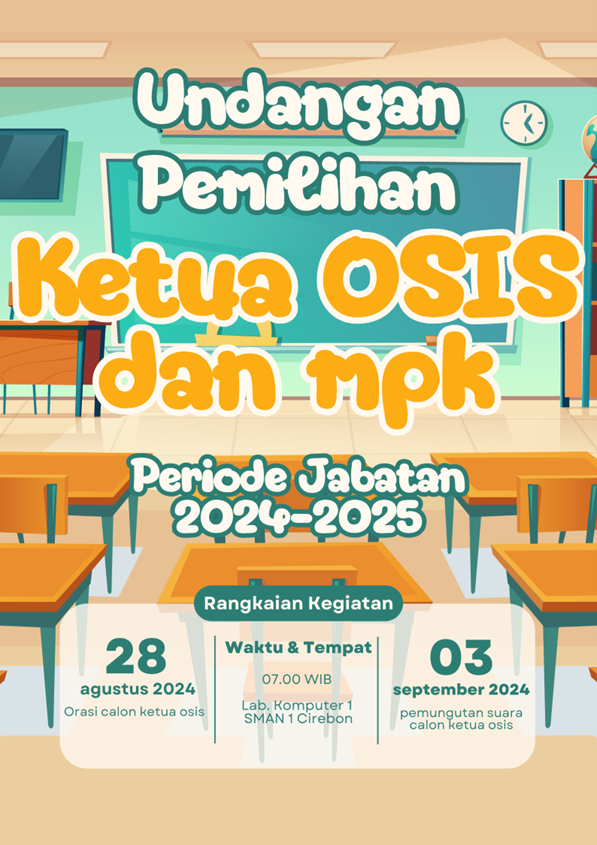 Undangan
Pemilihan
Ketua OSIS
dan mpk
Periode Jabatan
2024-2025
Rangkaian Kegiatan
28
agustus 2024
Orasi calon ketua osis
Waktu & Tempat
07.00 WIB
Lab. Komputer 1
SMAN 1 Cirebon
03
september 2024
pemungutan suara
calon ketua osis